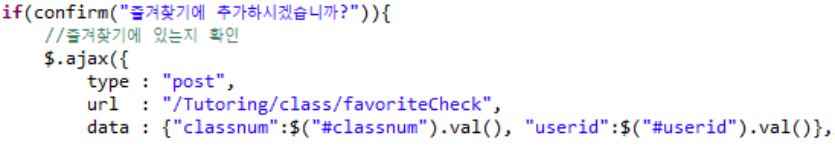 if(confirm("즐겨찾기에 추가하시겠습니까?")){
//즐겨찾기에 있는지 확인
$.ajax({
type : "post",
url : "/Tutoring/class/favoriteCheck",
data : {"classnum":$("#classnum").val(), "userid":$("#userid").val()},